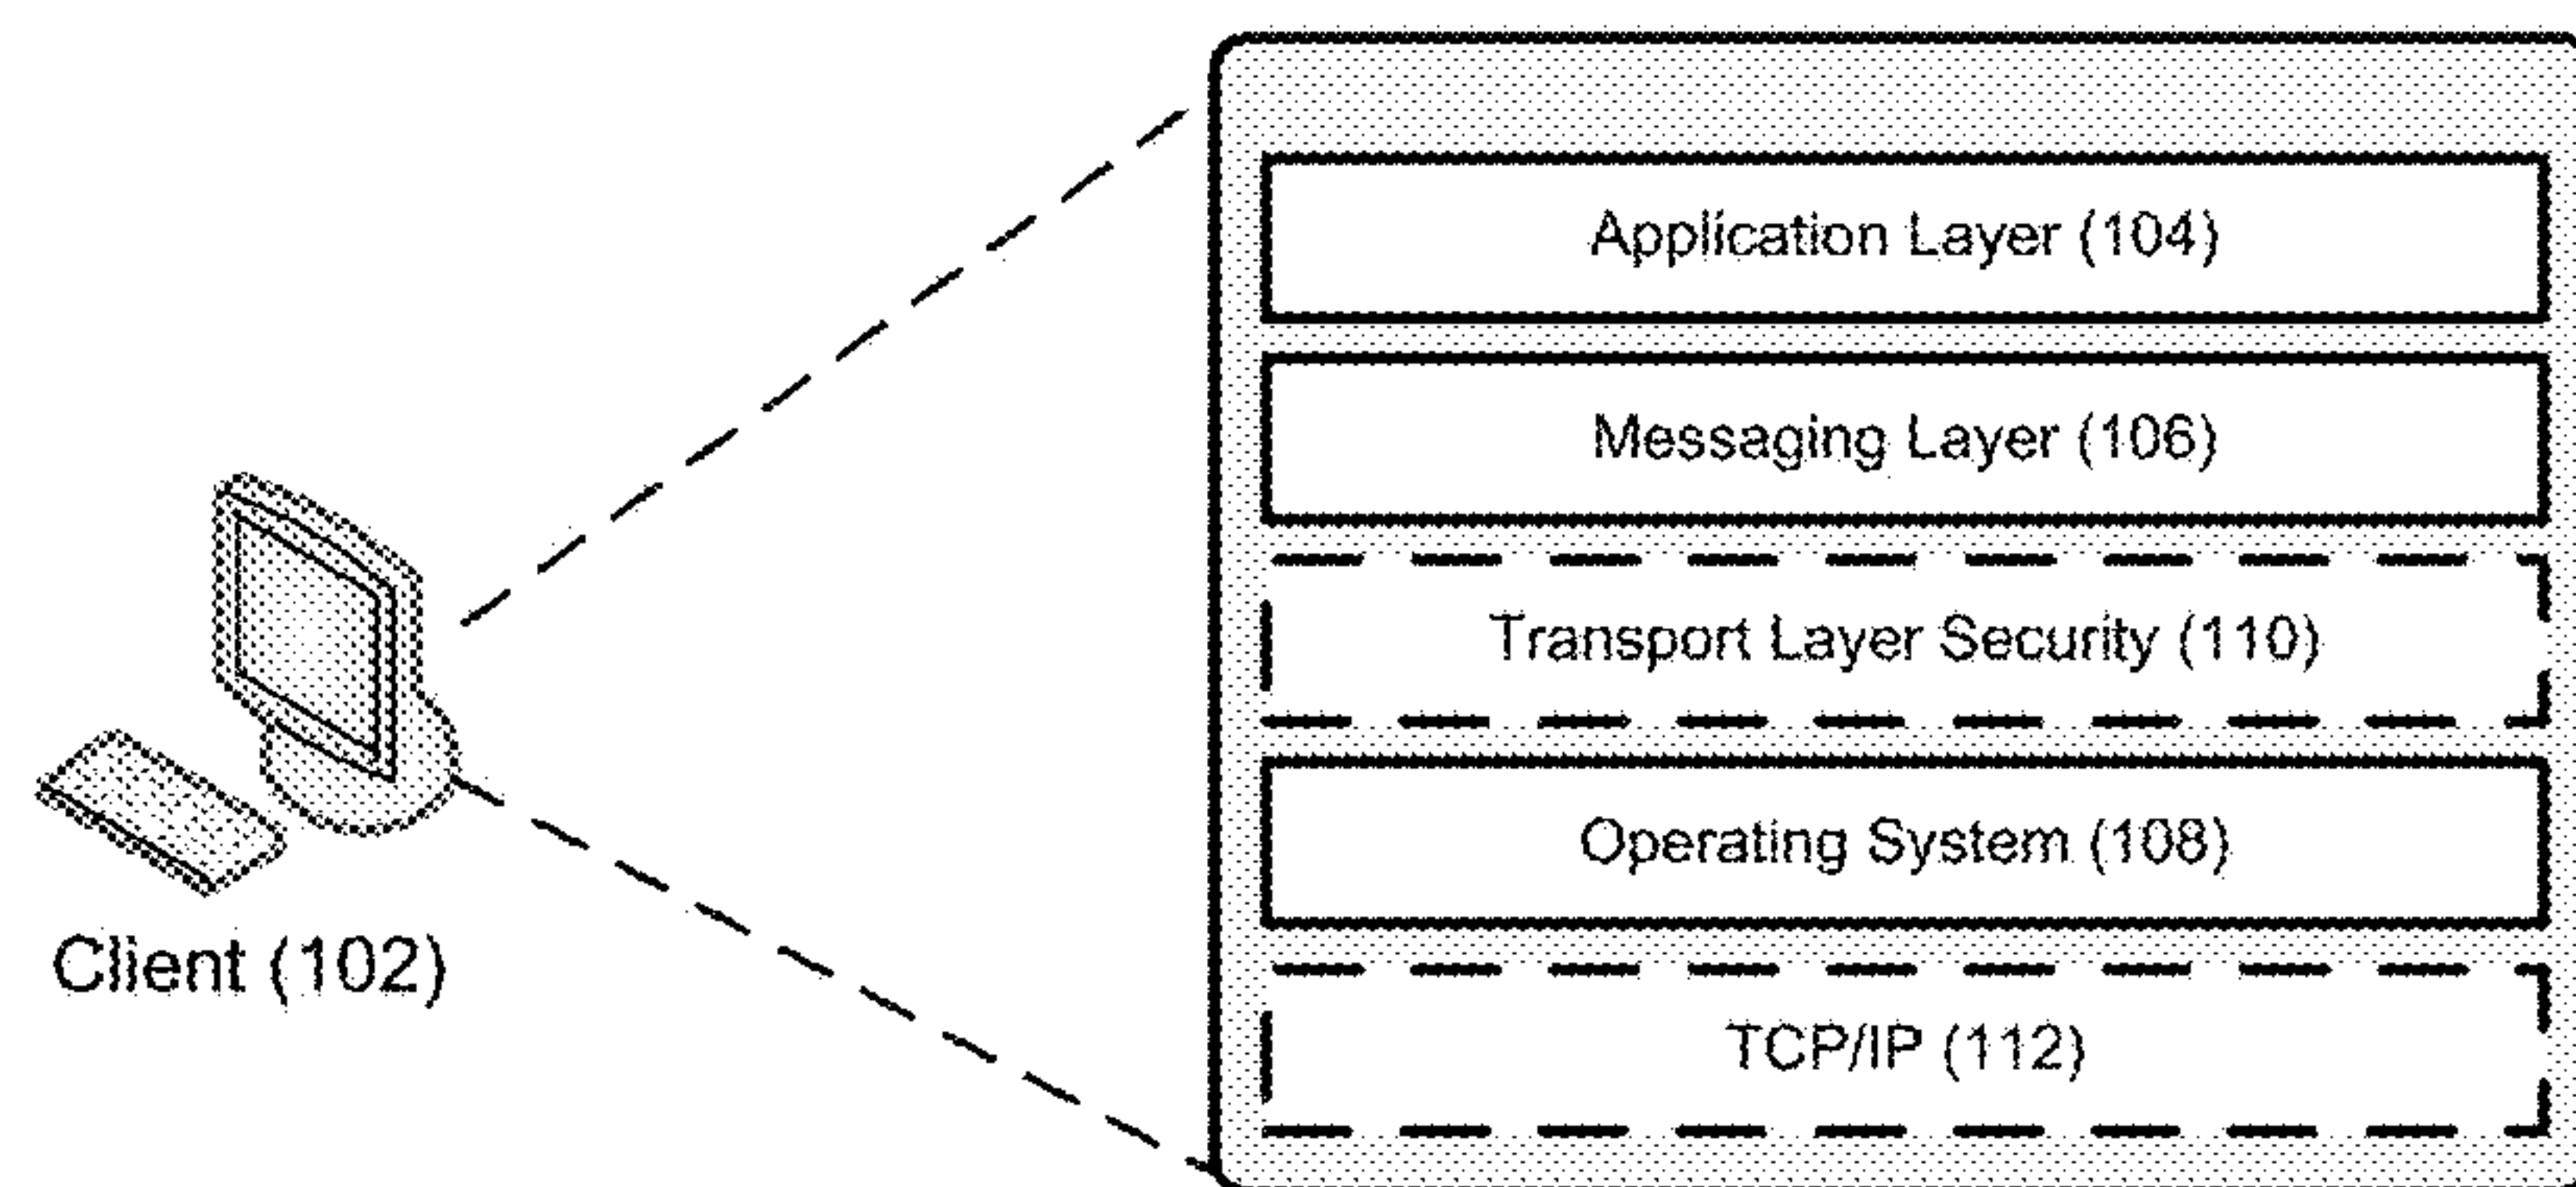 Application Layer (104)
Messaging Layer (106)
Transport Layer Security (110)
Operating System (108)
Client (102)
TCP/IP (112)